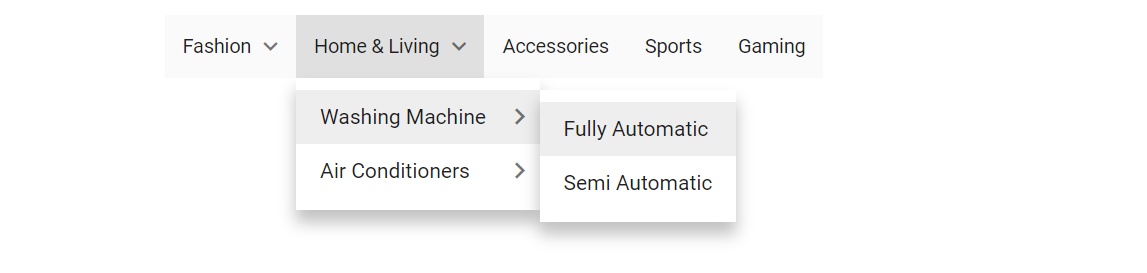 Fashion
Home & Living
Accessories
Sports
Gaming
Washing Machine
Air Conditioners
Fully Automatic
Semi Automatic